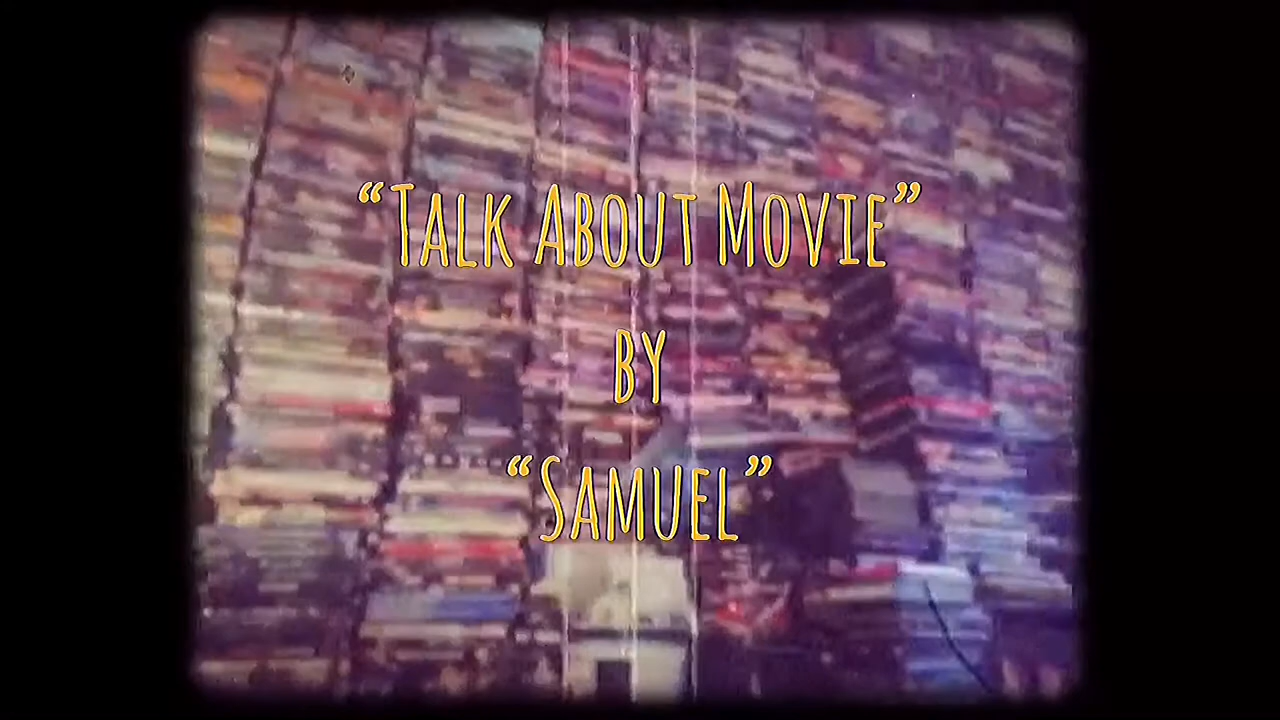 “Talk About Movie”
by
“Samuel”